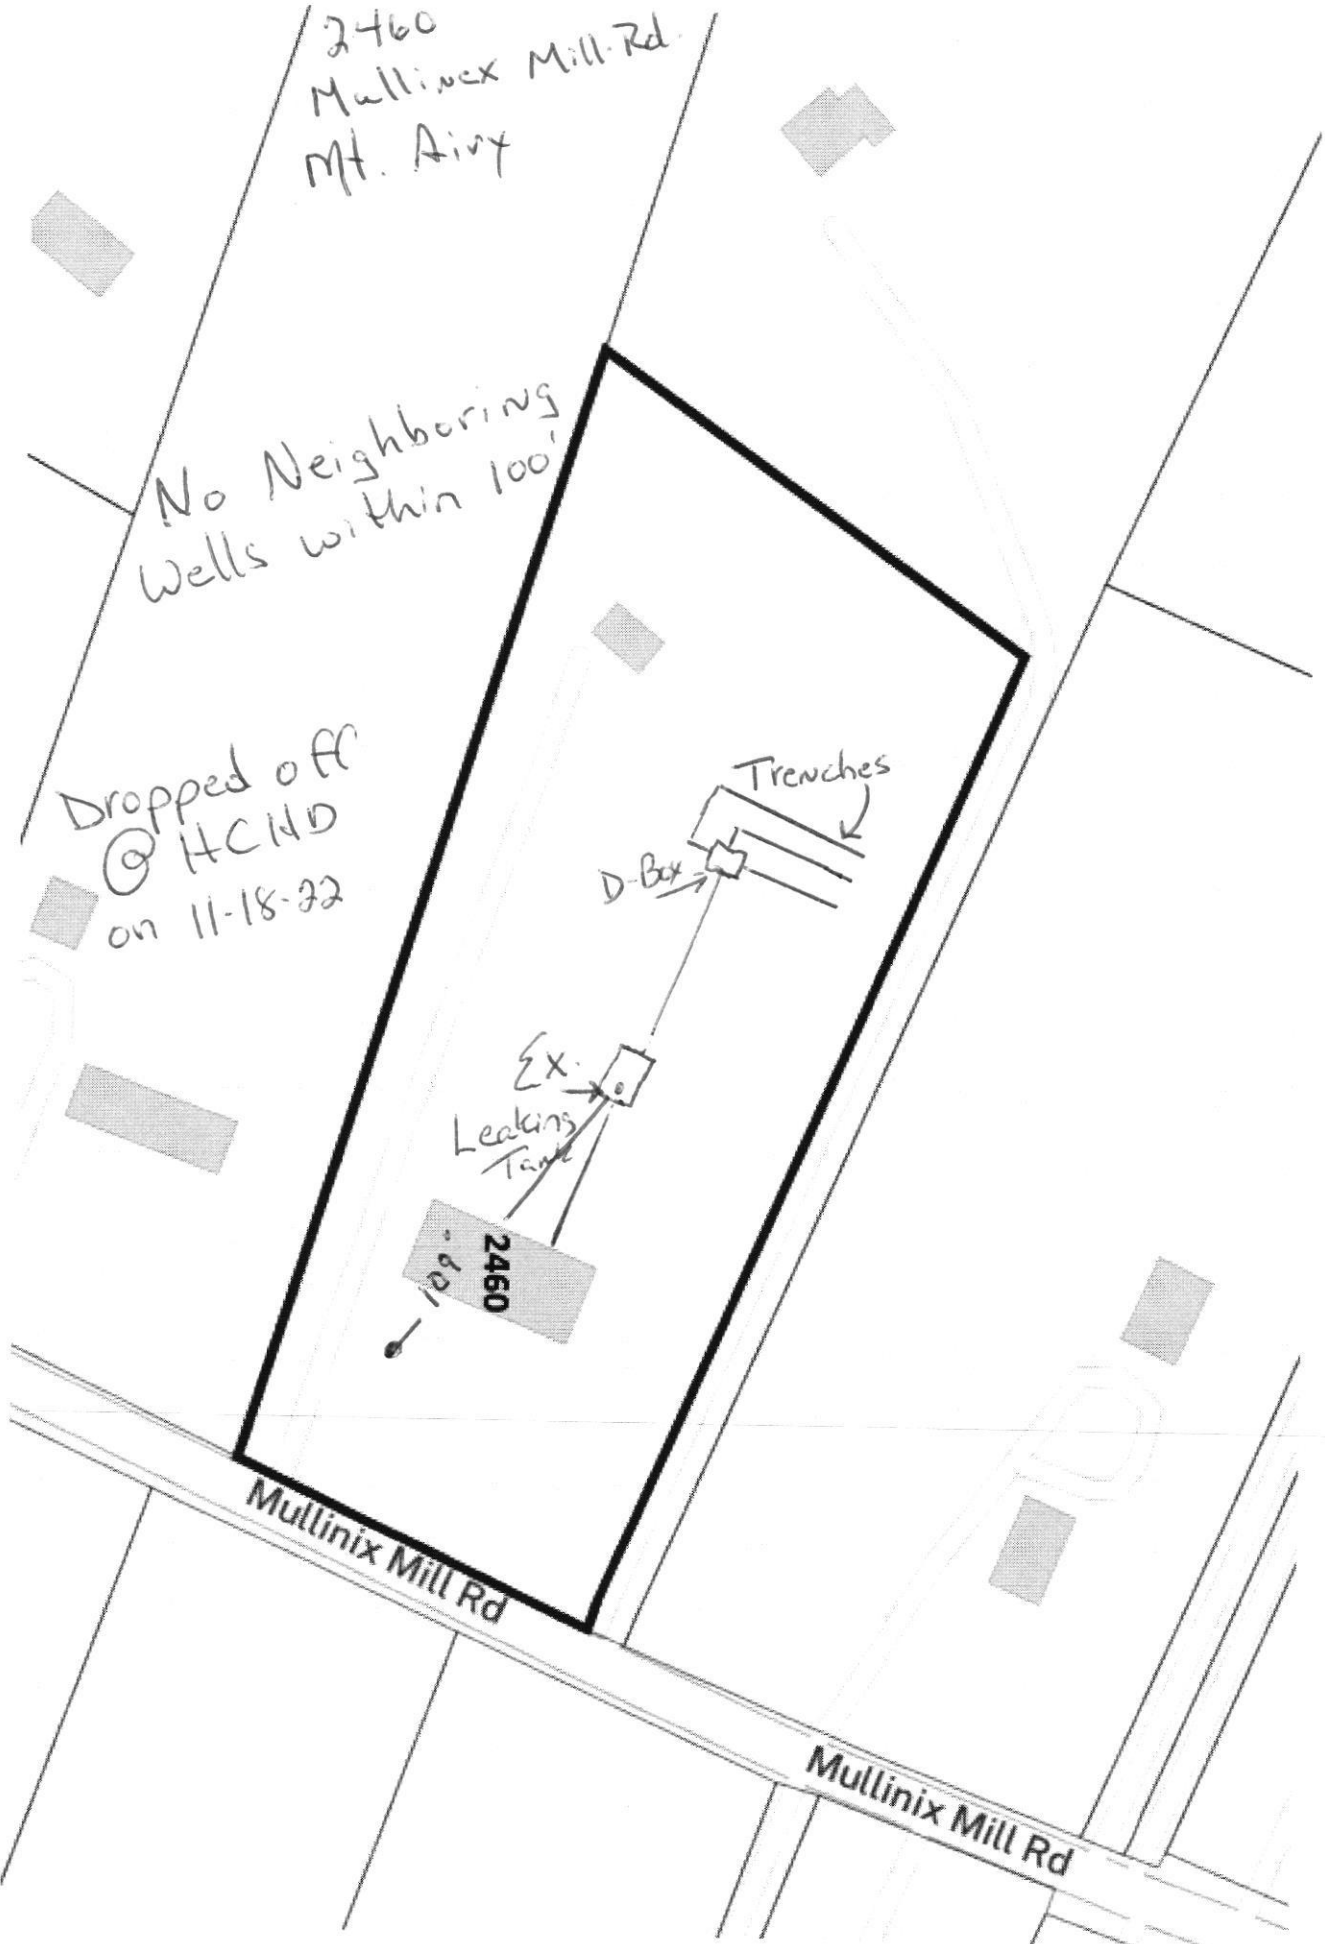 2460
Mullinex Mill Rd.
Mt. Airy
No Neighboring
Wells within 100'
Dropped off
@ HCHD
on 11-18-22
Trenches
D-Box
Ex.
Leaking
Tank
2460
109'
Mullinix Mill Rd
Mullinix Mill Rd